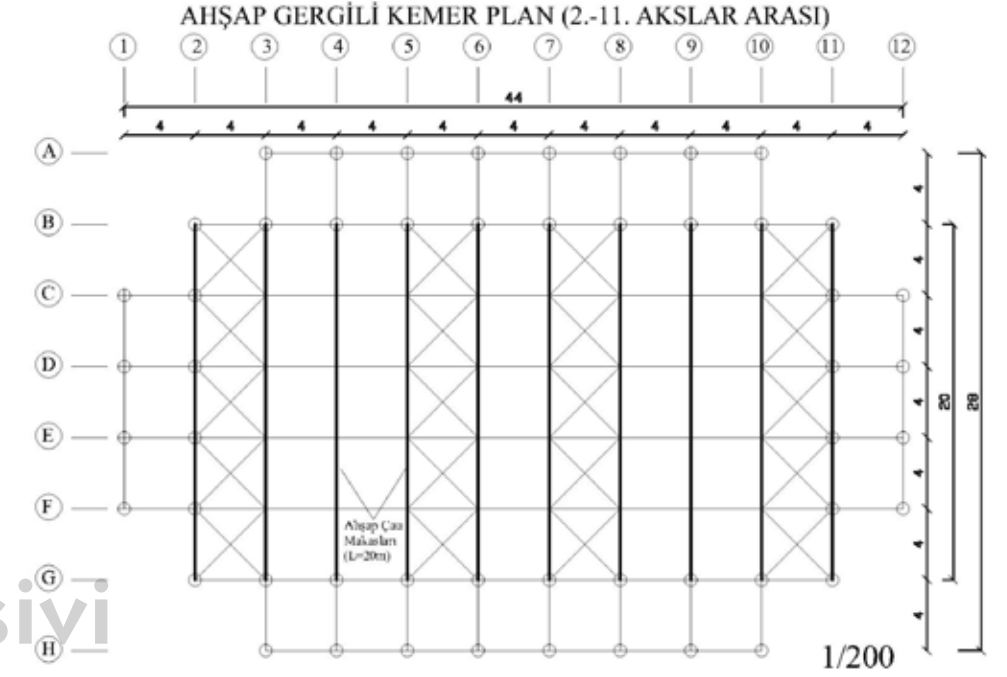 AHŞAP GERGİLİ KEMER PLAN (2.-11. AKSLAR ARASI)
1 2 3 4 5 6 7 8 9 10 11 12
44
4 4 4 4 4 4 4 4 4 4 4
A
4
B
4
C
4
D
4
20
28
E
4
F
Ahşap Çatı
Makasları
(L=20m)
4
G
4
sivi
H
1/200